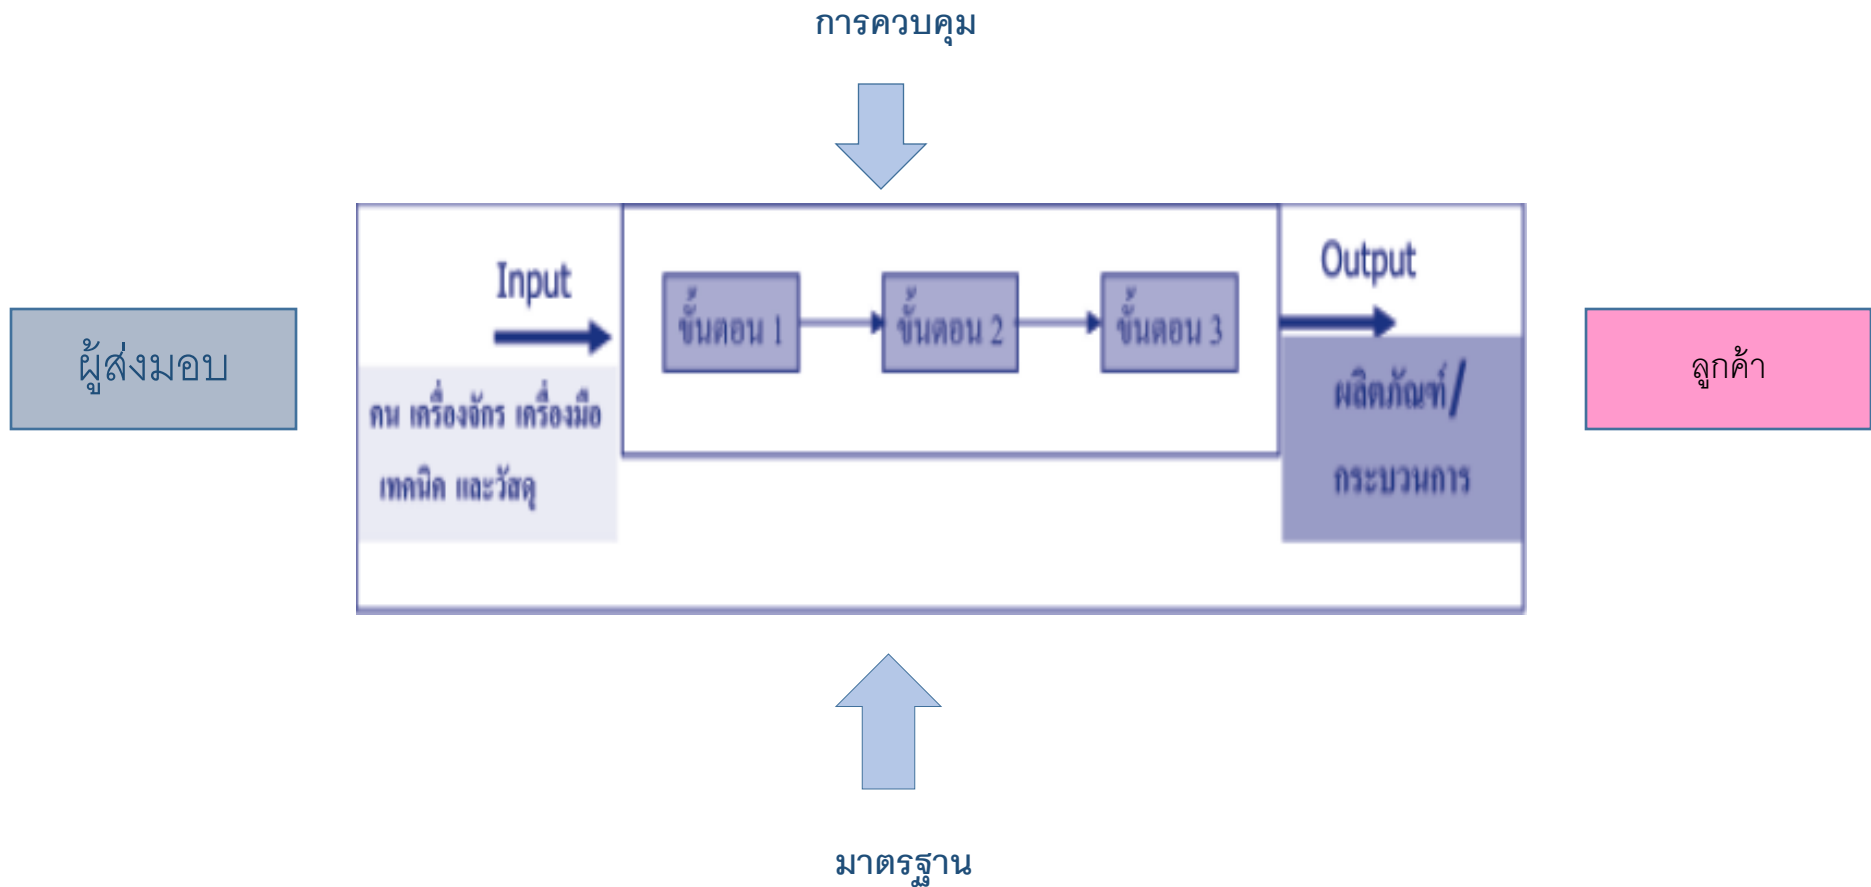 การควบคุม
Input
Output
ขั้นตอน 1
ขั้นตอน 2
ขั้นตอน 3
ผู้ส่งมอบ
คน เครื่องจักร เครื่องมือ
เทคนิค และวัสดุ
ผลิตภัณฑ์/
กระบวนการ
ลูกค้า
มาตรฐาน